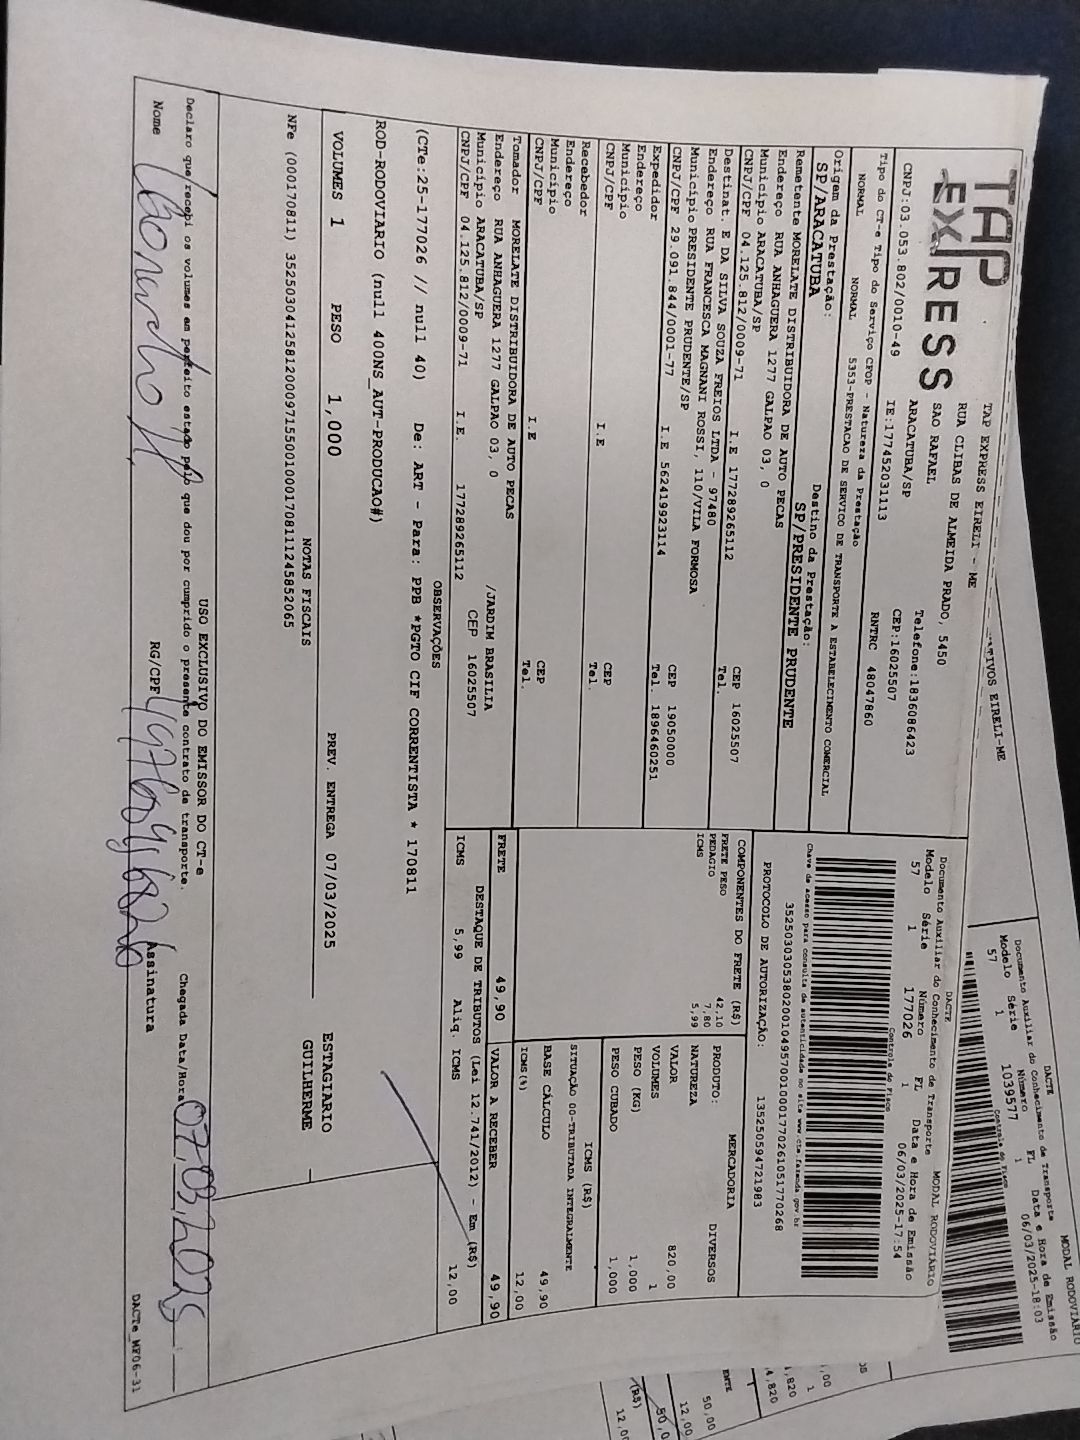 TAP
EXPRESS
TAP EXPRESS EIRELI - ME
RUA CLIBAS DE ALMEIDA PRADO, 5450
SAO RAFAEL
ARACATUBA/SP
Telefone:1836086423
CEP:16025507
CNPJ:03.053.802/0010-49
IE:177452031113
RNTRC 48047860
Tipo do CT-e Tipo do Serviço CFOP - Natureza da Prestação
NORMAL NORMAL 5353-PRESTACAO DE SERVICO DE TRANSPORTE A ESTABELECIMENTO COMERCIAL
Origem da Prestação: Destino da Prestação:
SP/ARACATUBA SP/PRESIDENTE PRUDENTE
Remetente MORELATE DISTRIBUIDORA DE AUTO PECAS
Endereço RUA ANHAGUERA 1277 GALPAO 03, 0
Município ARACATUBA/SP CEP 16025507
CNPJ/CPF 04.125.812/0009-71 I.E 177289265112 Tel.
Destinat. E DA SILVA SOUZA FREIOS LTDA - 97480
Endereço RUA FRANCESCA MAGNANI ROSSI, 110/VILA FORMOSA
Município PRESIDENTE PRUDENTE/SP CEP 19050000
CNPJ/CPF 29.091.844/0001-77 I.E 562419923114 Tel. 1896460251
Expedidor
Endereço
Município CEP
CNPJ/CPF I.E Tel.
Recebedor
Endereço
Município CEP
CNPJ/CPF I.E Tel.
Tomador MORELATE DISTRIBUIDORA DE AUTO PECAS
Endereço RUA ANHAGUERA 1277 GALPAO 03, 0 /JARDIM BRASILIA
Município ARACATUBA/SP CEP 16025507
CNPJ/CPF 04.125.812/0009-71 I.E. 177289265112
DACTE
Documento Auxiliar do Conhecimento de Transporte MODAL RODOVIÁRIO
Modelo Série Número FL Data e Hora de Emissão
57 1 177026 1 06/03/2025-17:54
Controle do Fisco
Chave de acesso para consulta de autenticidade no site www.cte.fazenda.gov.br
35250303053802001049570010001770261051770268
PROTOCOLO DE AUTORIZAÇÃO: 135250594721983
COMPONENTES DO FRETE (R$)
FRETE PESO 42,10
PEDAGIO 7,80
ICMS 5,99
FRETE 49,90
MERCADORIA
PRODUTO: DIVERSOS
NATUREZA
VALOR 820,00
VOLUMES 1
PESO (KG) 1,000
PESO CUBADO 1,000
ICMS (R$)
SITUAÇÃO 00-TRIBUTADA INTEGRALMENTE
BASE CÁLCULO 49,90
ICMS(%) 12,00
VALOR A RECEBER 49,90
DESTAQUE DE TRIBUTOS (Lei 12.741/2012) - Em (R$)
ICMS 5,99 Aliq. ICMS 12,00
OBSERVAÇÕES
(CTe:25-177026 // null 40) De: ART - Para: PPB *PGTO CIF CORRENTISTA * 170811
ROD-RODOVIARIO (null 400NS_AUT-PRODUCAO#)
VOLUMES 1 PESO 1,000 PREV. ENTREGA 07/03/2025 ESTAGIARIO
GUILHERME
NOTAS FISCAIS
NFe (000170811) 35250304125812000971550010001708111245852065
USO EXCLUSIVO DO EMISSOR DO CT-e
Declaro que recebi os volumes em perfeito estado pelo que dou por cumprido o presente contrato de transporte.
Chegada Data/Hora 07/03/2025
Nome RG/CPF Assinatura
DACTe_MF06-31
ATIVOS EIRELI-ME
DACTE
Documento Auxiliar do Conhecimento de Transporte MODAL RODOVIÁRIO
Modelo Série Número FL Data e Hora de Emissão
57 1 1039577 1 06/03/2025-18:03
Controle do Fisco
50,00
12,00
50,0
(R$)
12,00